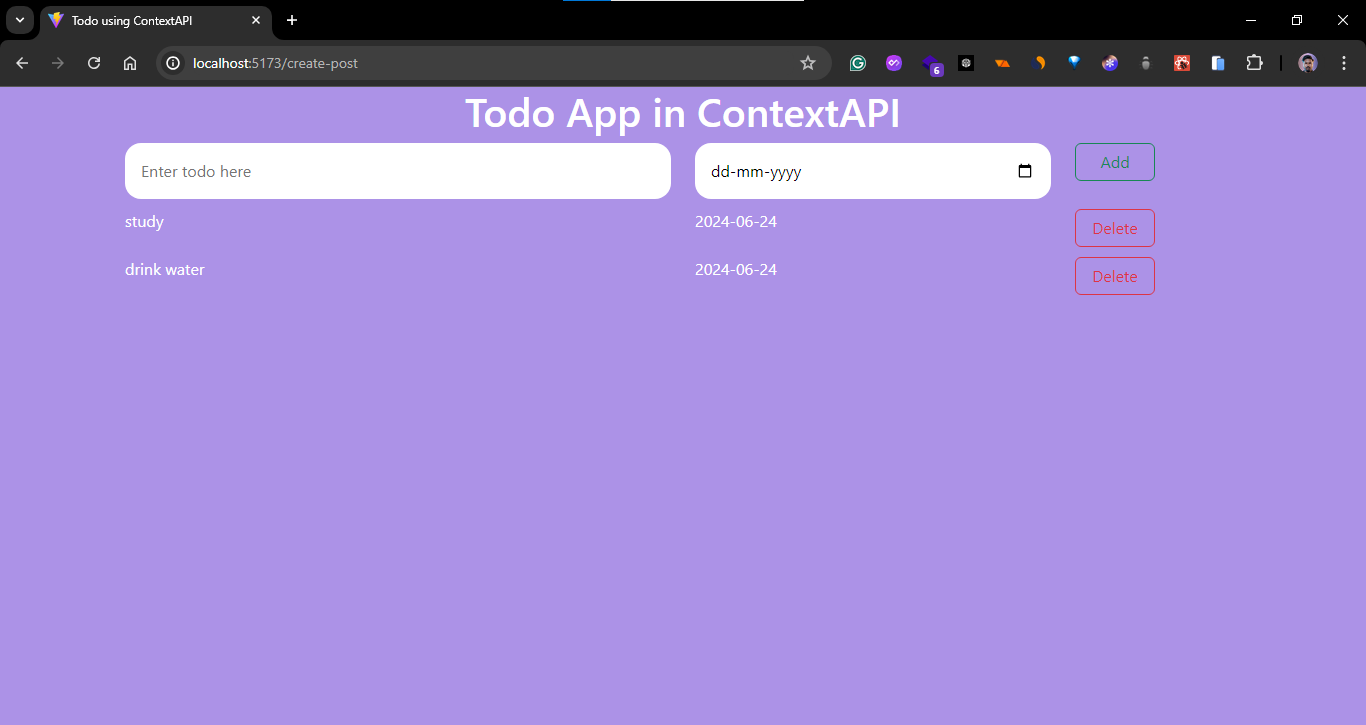 Todo using ContextAPI
localhost:5173/create-post
6
Todo App in ContextAPI
Enter todo here
dd-mm-yyyy
Add
study
2024-06-24
Delete
drink water
2024-06-24
Delete